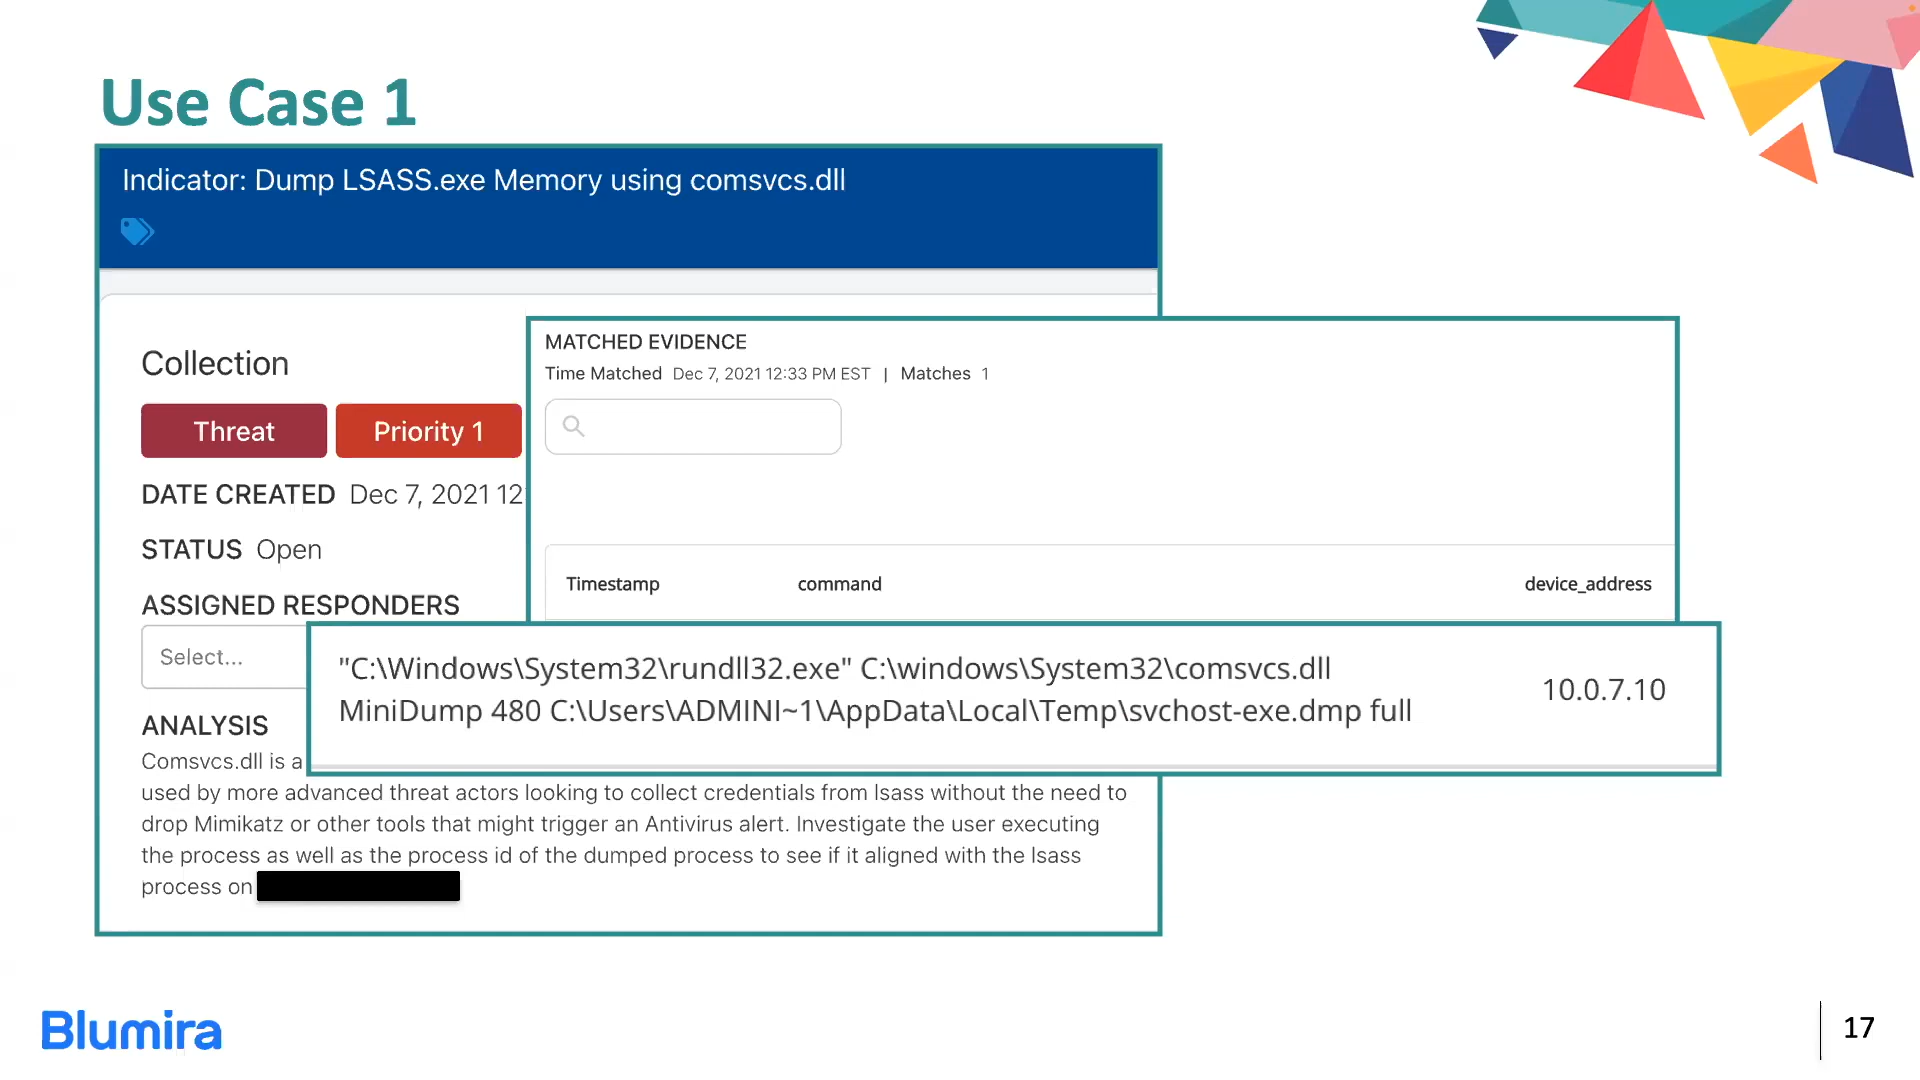 Use Case 1
Indicator: Dump LSASS.exe Memory using comsvcs.dll
Collection
Threat
Priority 1
DATE CREATED Dec 7, 2021 12
STATUS Open
ASSIGNED RESPONDERS
Select...
ANALYSIS
Comsvcs.dll is a
used by more advanced threat actors looking to collect credentials from lsass without the need to
drop Mimikatz or other tools that might trigger an Antivirus alert. Investigate the user executing
the process as well as the process id of the dumped process to see if it aligned with the lsass
process on
MATCHED EVIDENCE
Time Matched Dec 7, 2021 12:33 PM EST | Matches 1
Timestamp command device_address
"C:\Windows\System32\rundll32.exe" C:\windows\System32\comsvcs.dll
MiniDump 480 C:\Users\ADMINI~1\AppData\Local\Temp\svchost-exe.dmp full
10.0.7.10
Blumira
17